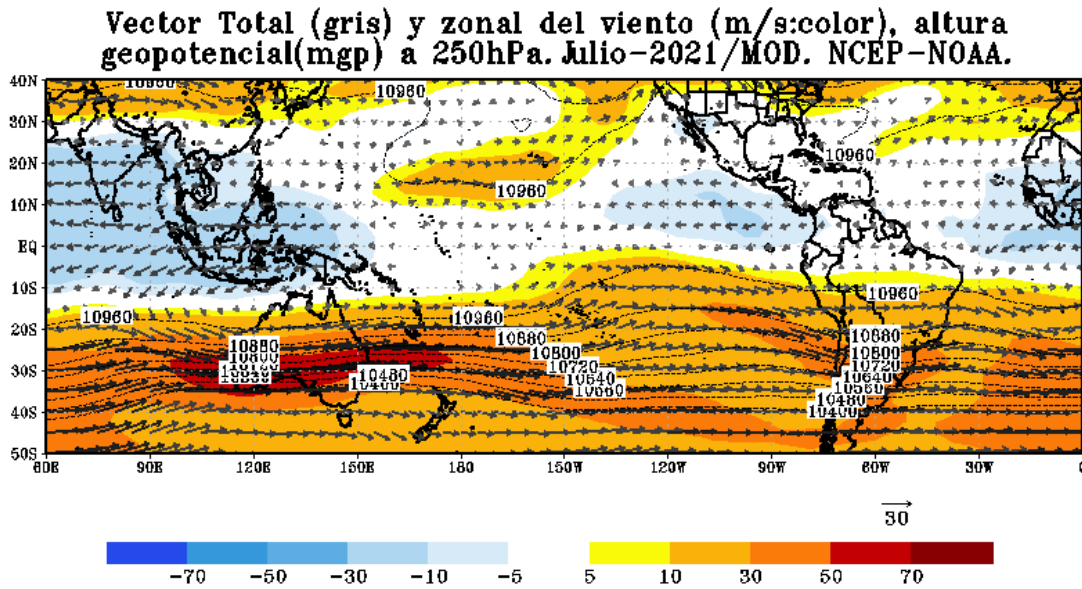 Vector Total (gris) y zonal del viento (m/s:color), altura
geopotencial(mgp) a 250hPa. Julio-2021/MOD. NCEP-NOAA.
40N
30N
20N
10N
EQ
10S
20S
30S
40S
50S
10960
10960
10960
10960
10960
10960
10960
10880
10800
10480
10400
10880
10800
10720
10640
10560
10880
10800
10720
10640
10560
10480
10400
60E 90E 120E 150E 180 150W 120W 90W 60W 30W 0
30
-70 -50 -30 -10 -5 5 10 30 50 70